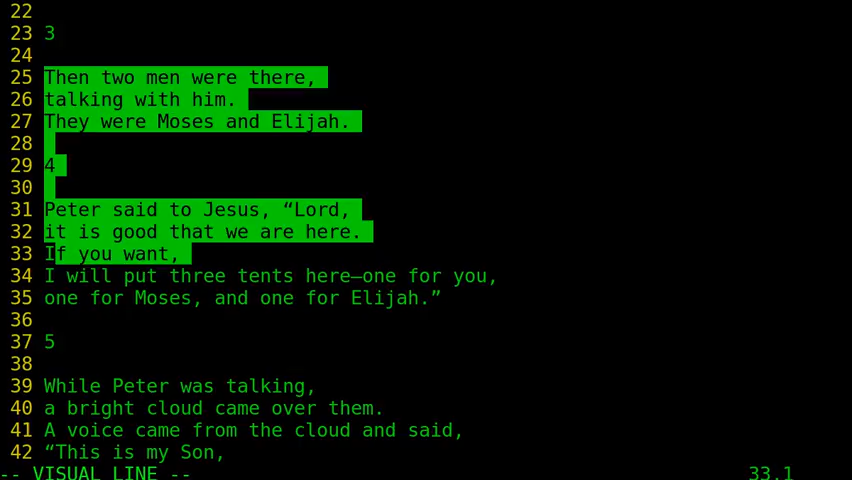 22
23 3
24
25 Then two men were there,
26 talking with him.
27 They were Moses and Elijah.
28
29 4
30
31 Peter said to Jesus, “Lord,
32 it is good that we are here.
33 If you want,
34 I will put three tents here—one for you,
35 one for Moses, and one for Elijah.”
36
37 5
38
39 While Peter was talking,
40 a bright cloud came over them.
41 A voice came from the cloud and said,
42 “This is my Son,
-- VISUAL LINE -- 33,1